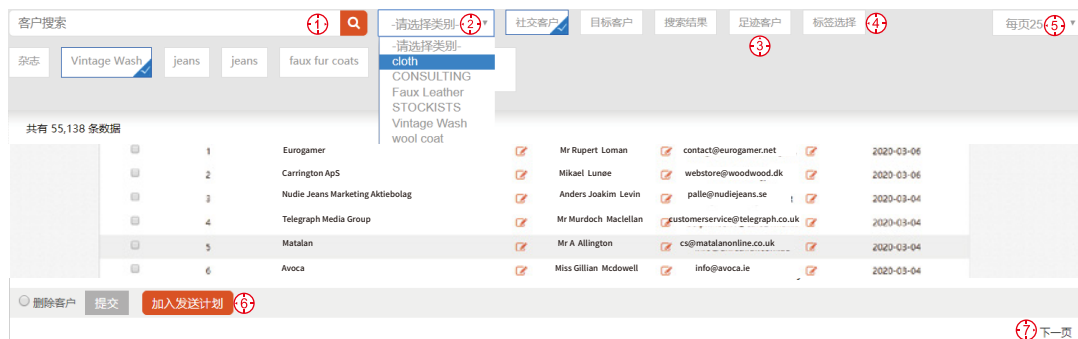 客户搜索 ① -请选择类别- ② 社交客户 目标客户 搜索结果 足迹客户 标签选择 ④ 每页25 ⑤
③
-请选择类别-
杂志 Vintage Wash jeans jeans faux fur coats
cloth
CONSULTING
Faux Leather
STOCKISTS
Vintage Wash
wool coat
共有 55,138 条数据
1 Eurogamer Mr Rupert Loman contact@eurogamer.net 2020-03-06
2 Carrington ApS Mikael Lunøe webstore@woodwood.dk 2020-03-06
3 Nudie Jeans Marketing Aktiebolag Anders Joakim Levin palle@nudiejeans.se 2020-03-04
4 Telegraph Media Group Mr Murdoch Maclellan customerservice@telegraph.co.uk 2020-03-04
5 Matalan Mr A Allington cs@matalanonline.co.uk 2020-03-04
6 Avoca Miss Gillian Mcdowell info@avoca.ie 2020-03-04
删除客户 提交 加入发送计划 ⑥
⑦ 下一页